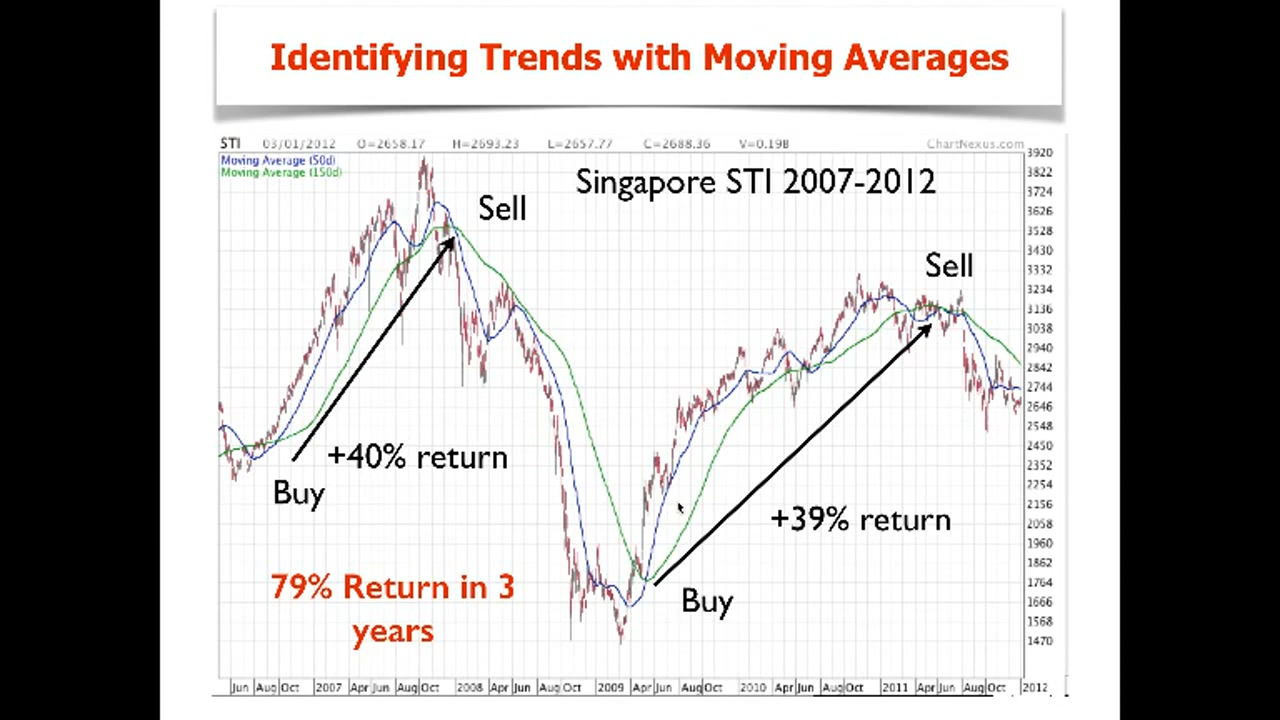 Identifying Trends with Moving Averages
STI 03/01/2012 O=2658.17 H=2693.23 L=2657.77 C=2688.36 V=0.19B ChartNexus.com
Moving Average (50d)
Moving Average (150d)
Singapore STI 2007-2012
Sell
Sell
+40% return
Buy
+39% return
Buy
79% Return in 3
years
3920
3822
3724
3626
3528
3430
3332
3234
3136
3038
2940
2842
2744
2646
2548
2450
2352
2254
2156
2058
1960
1862
1764
1666
1568
1470
Jun Aug Oct 2007 Apr Jun Aug Oct 2008 Apr Jun Aug Oct 2009 Apr Jun Aug Oct 2010 Apr Jun Aug Oct 2011 Apr Jun Aug Oct 2012